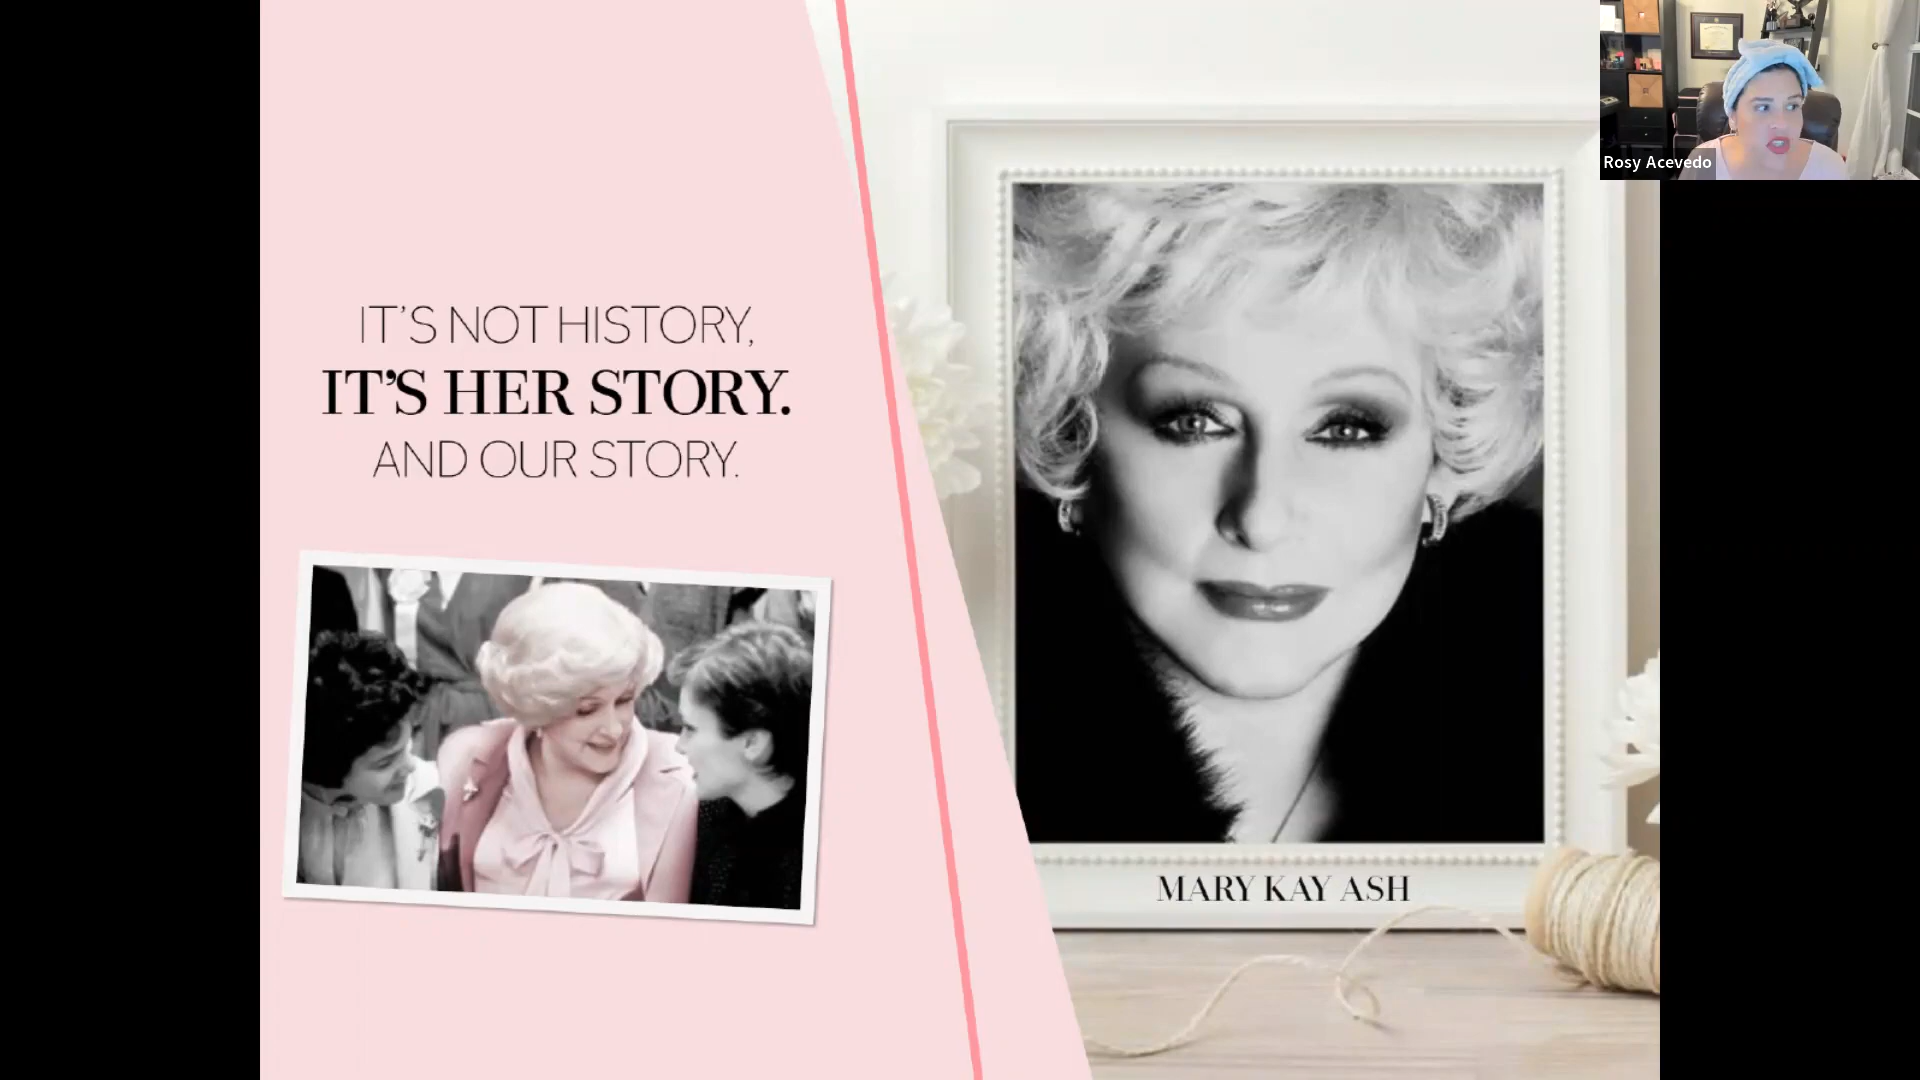 IT'S NOT HISTORY,
IT'S HER STORY.
AND OUR STORY.
MARY KAY ASH
Rosy Acevedo